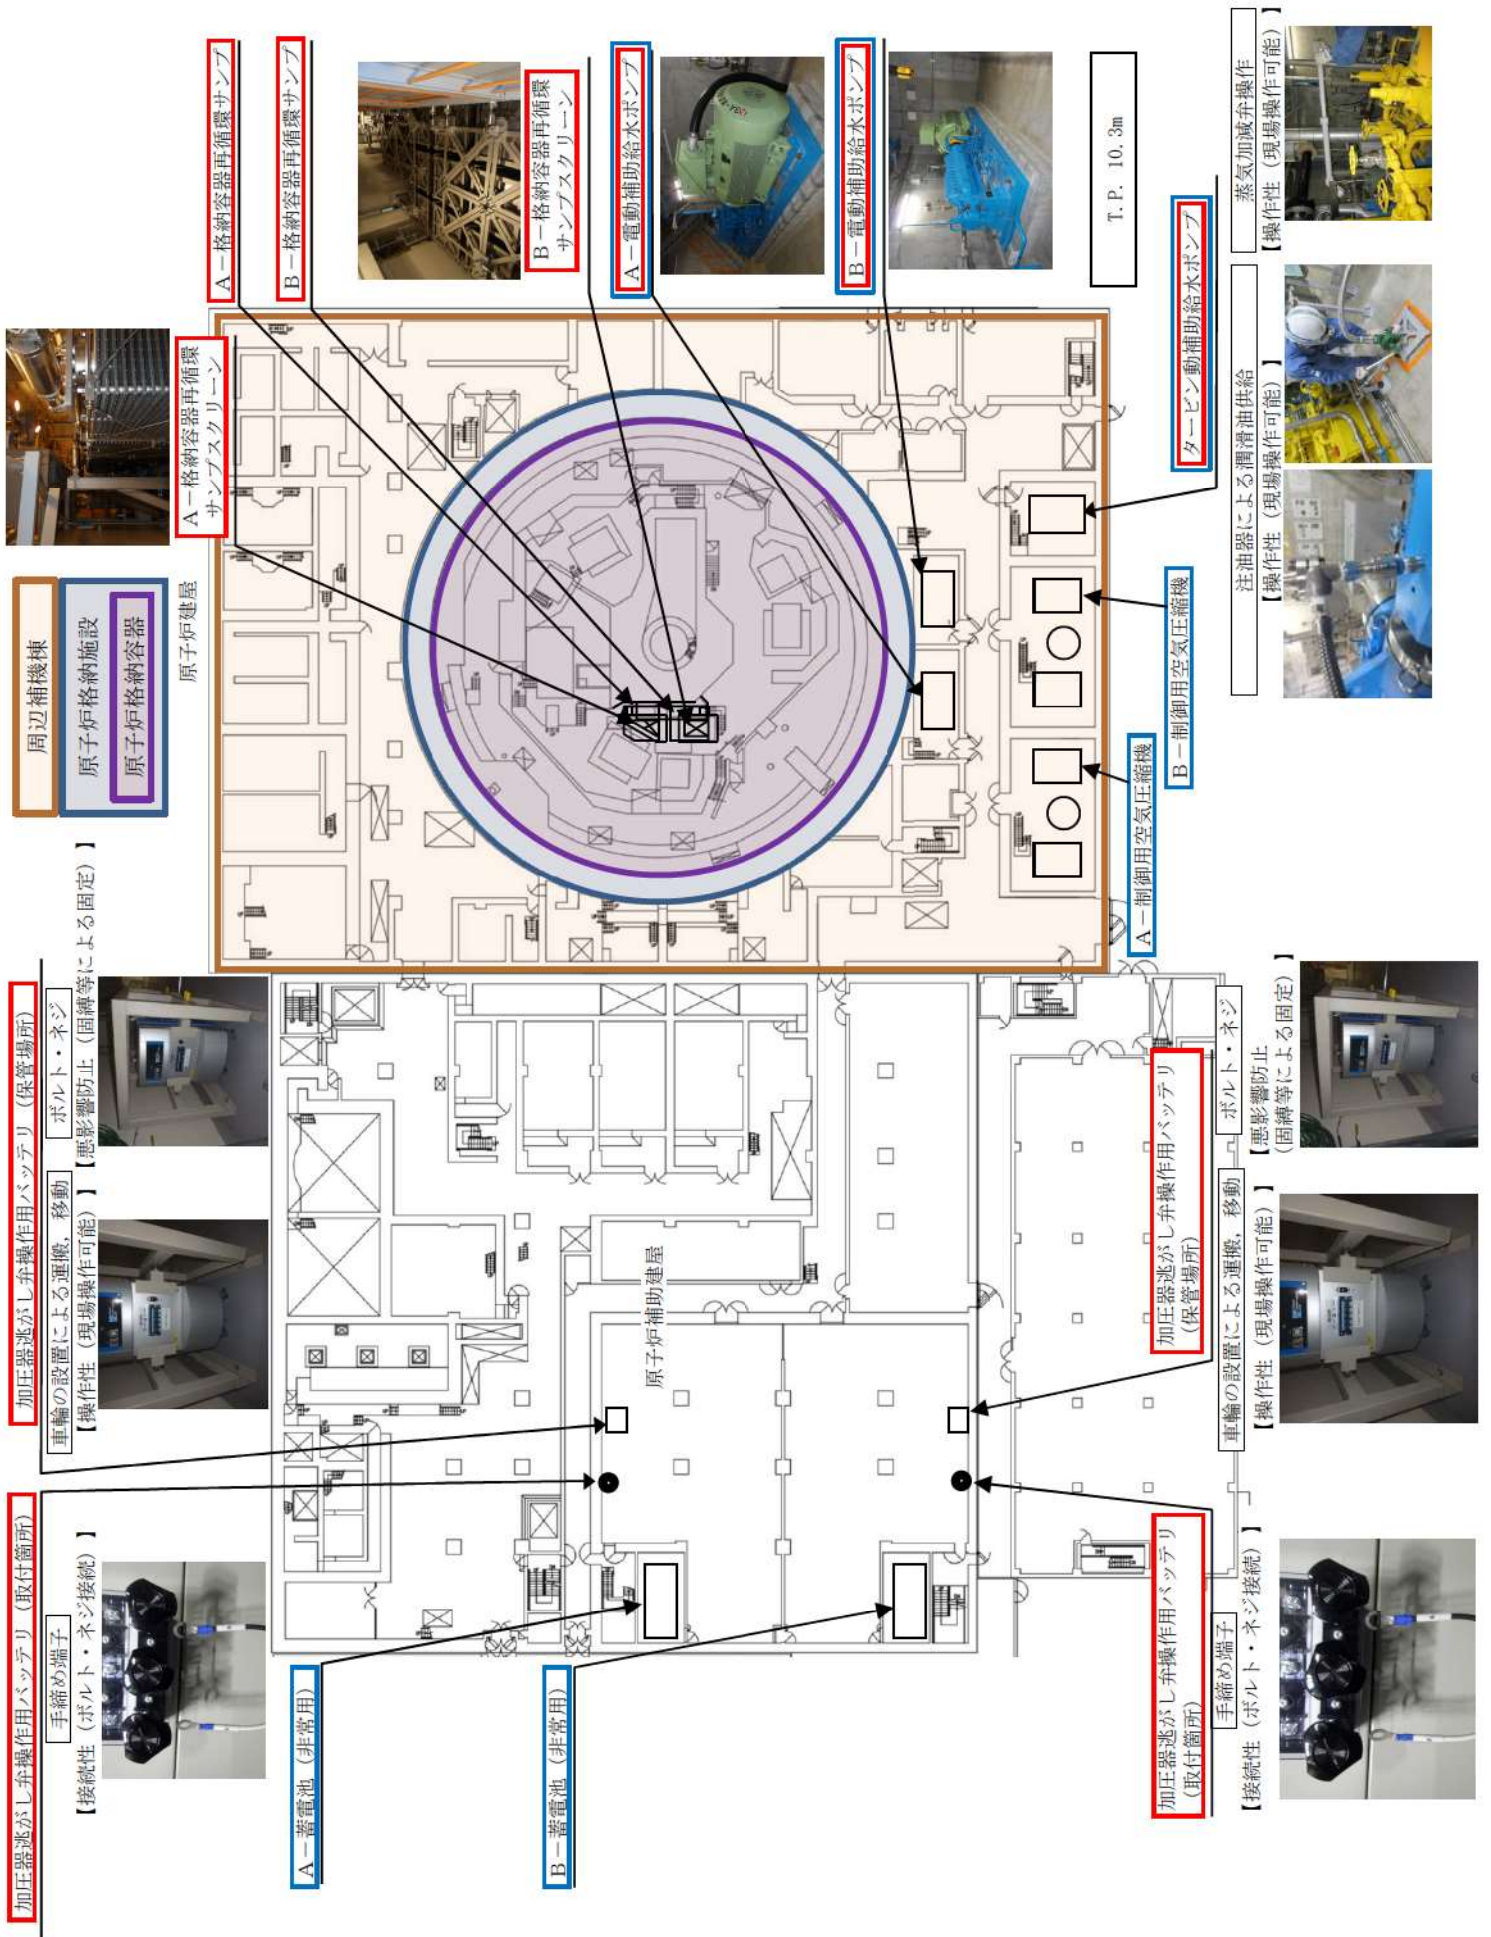 加圧器逃がし弁操作用バッテリ（取付箇所）
手締め端子
【接続性（ボルト・ネジ接続）】
加圧器逃がし弁操作用バッテリ（保管場所）
車輪の設置による運搬，移動
【操作性（現場操作可能）】
ボルト・ネジ
【悪影響防止（固縛等による固定）】
周辺補機棟
原子炉格納施設
原子炉格納容器
原子炉建屋
A－格納容器再循環
サンプスクリーン
A－格納容器再循環サンプ
B－格納容器再循環サンプ
B－格納容器再循環
サンプスクリーン
A－電動補助給水ポンプ
B－電動補助給水ポンプ
T.P. 10.3m
A－蓄電池（非常用）
B－蓄電池（非常用）
原子炉補助建屋
加圧器逃がし弁操作用バッテリ
（取付箇所）
手締め端子
【接続性（ボルト・ネジ接続）】
加圧器逃がし弁操作用バッテリ
（保管場所）
車輪の設置による運搬，移動
【操作性（現場操作可能）】
ボルト・ネジ
【悪影響防止
（固縛等による固定）】
A－制御用空気圧縮機
B－制御用空気圧縮機
タービン動補助給水ポンプ
注油器による潤滑油供給
【操作性（現場操作可能）】
蒸気加減弁操作
【操作性（現場操作可能）】